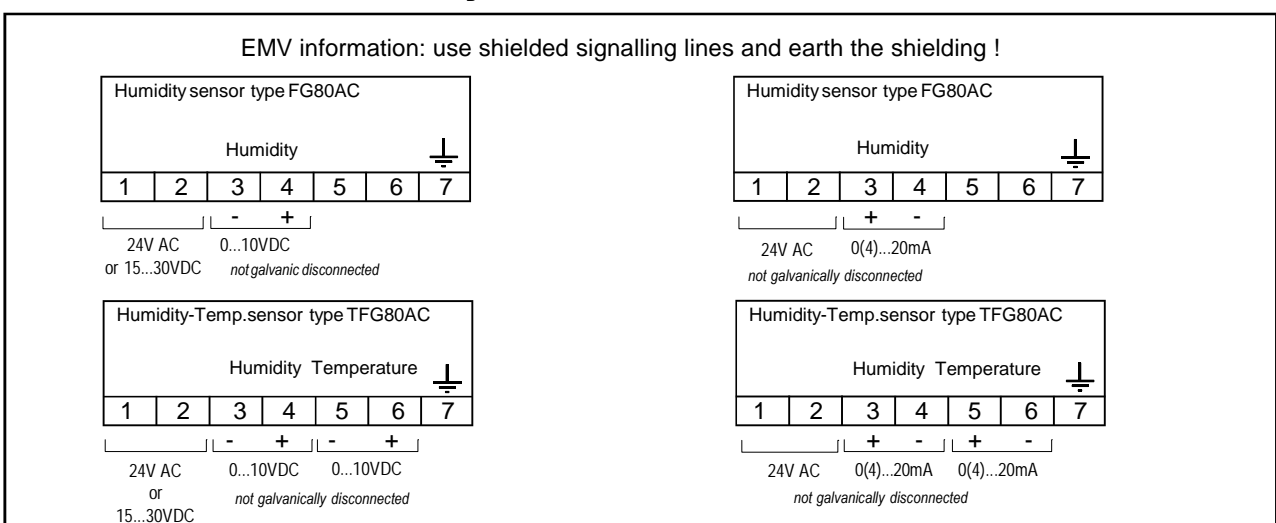 EMV information: use shielded signalling lines and earth the shielding !
Humidity sensor type FG80AC
Humidity
1 2 3 4 5 6 7
- +
24V AC 0...10VDC
or 15...30VDC not galvanic disconnected
Humidity sensor type FG80AC
Humidity
1 2 3 4 5 6 7
+ -
24V AC 0(4)...20mA
not galvanically disconnected
Humidity-Temp.sensor type TFG80AC
Humidity Temperature
1 2 3 4 5 6 7
- + - +
24V AC 0...10VDC 0...10VDC
or
not galvanically disconnected
15...30VDC
Humidity-Temp.sensor type TFG80AC
Humidity Temperature
1 2 3 4 5 6 7
+ - + -
24V AC 0(4)...20mA 0(4)...20mA
not galvanically disconnected